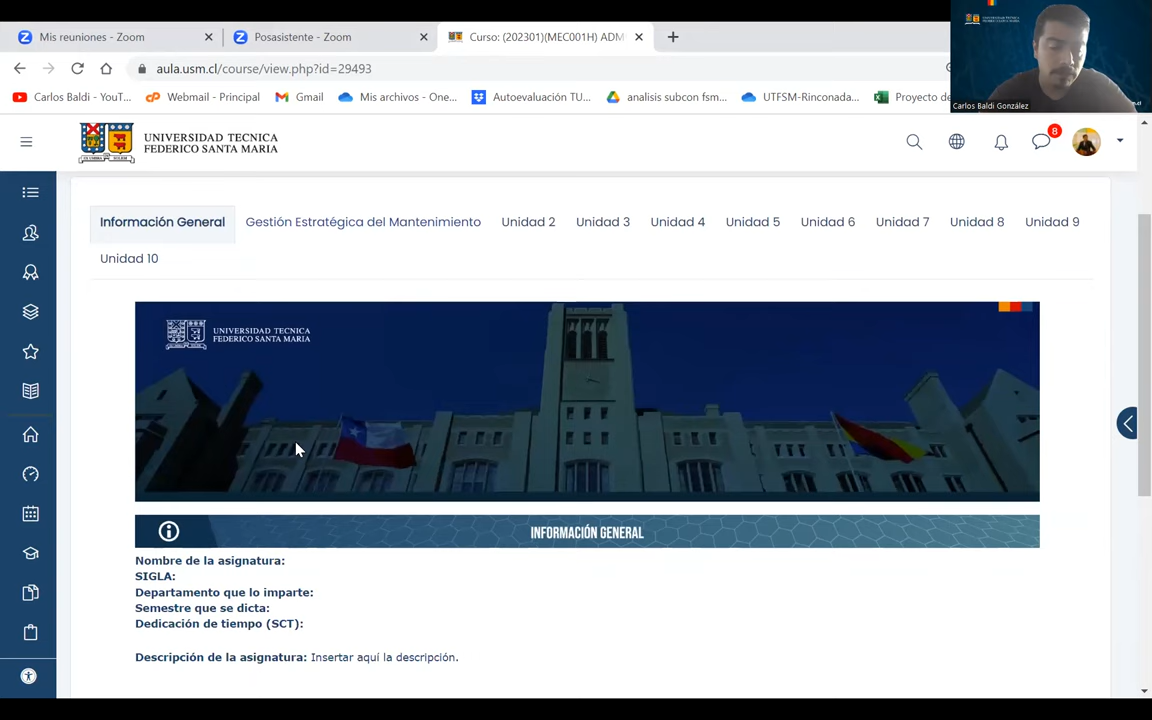 Mis reuniones - Zoom
Posasistente - Zoom
Curso: (202301)(MEC001H) ADM
aula.usm.cl/course/view.php?id=29493
Carlos Baldi - YouT...
Webmail - Principal
Gmail
Mis archivos - One...
Autoevaluación TU...
analisis subcon fsm...
UTFSM-Rinconada...
Proyecto de
Carlos Baldi González
UNIVERSIDAD TECNICA
FEDERICO SANTA MARIA
8
Información General
Gestión Estratégica del Mantenimiento
Unidad 2
Unidad 3
Unidad 4
Unidad 5
Unidad 6
Unidad 7
Unidad 8
Unidad 9
Unidad 10
UNIVERSIDAD TECNICA
FEDERICO SANTA MARIA
INFORMACIÓN GENERAL
Nombre de la asignatura:
SIGLA:
Departamento que lo imparte:
Semestre que se dicta:
Dedicación de tiempo (SCT):
Descripción de la asignatura: Insertar aquí la descripción.